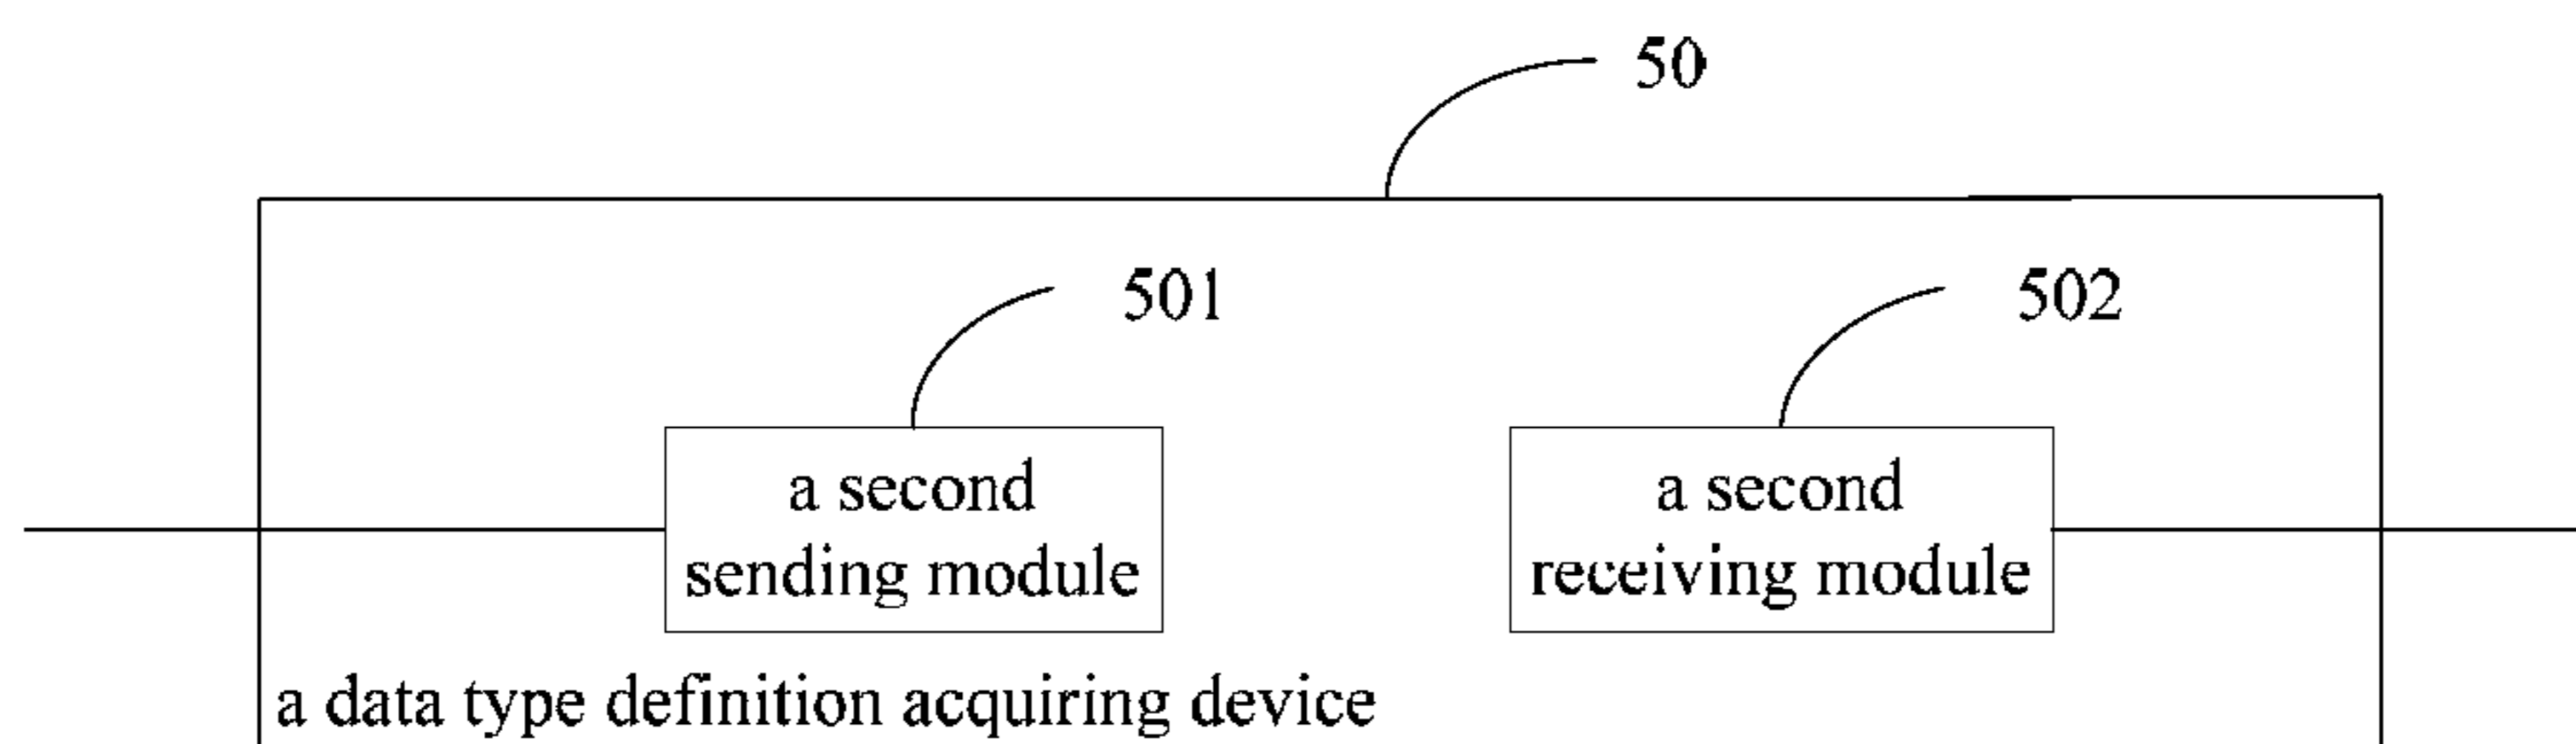 50
501
502
a second
sending module
a second
receiving module
a data type definition acquiring device